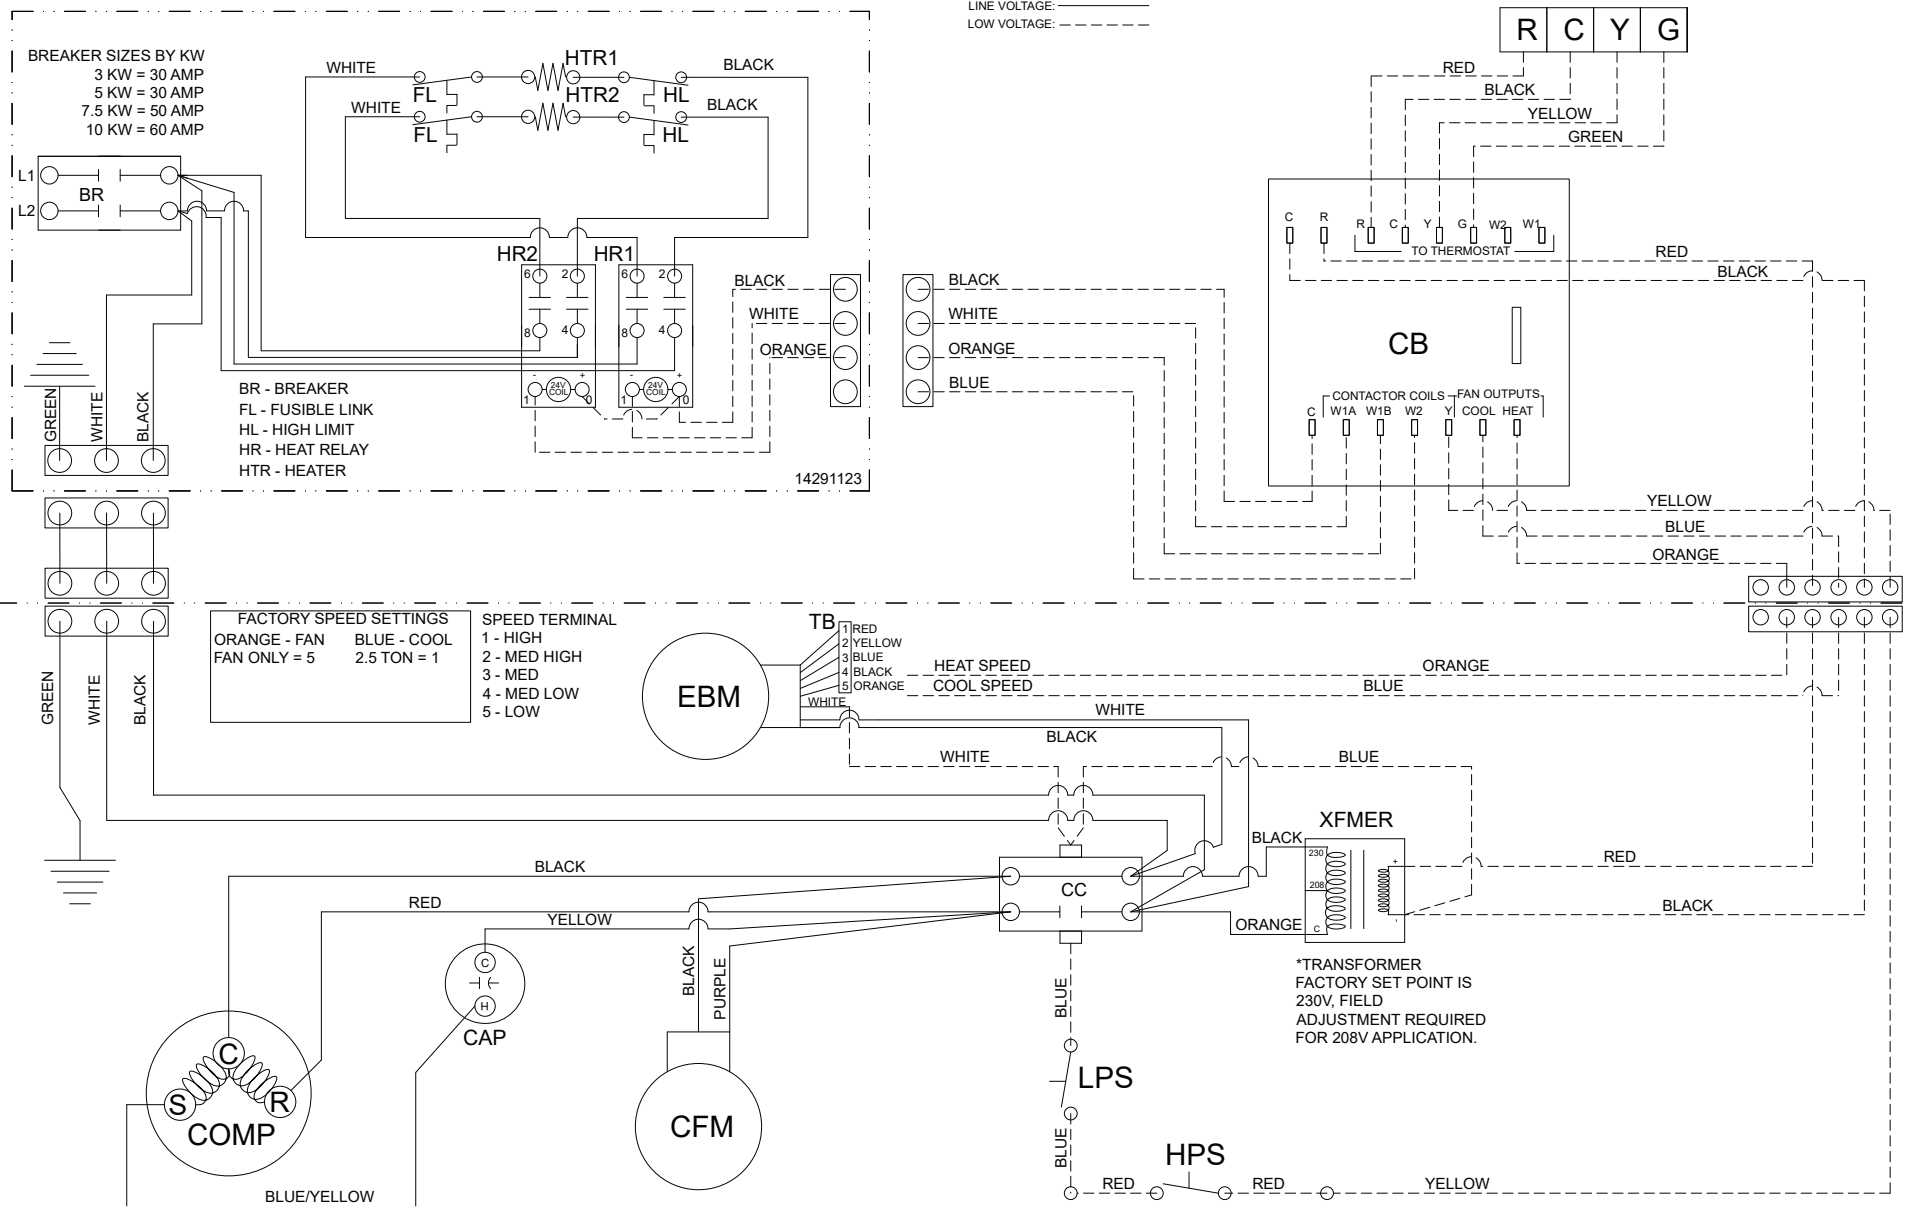 LINE VOLTAGE:
LOW VOLTAGE:
R C Y G
RED
BLACK
YELLOW
GREEN
BREAKER SIZES BY KW
3 KW = 30 AMP
5 KW = 30 AMP
7.5 KW = 50 AMP
10 KW = 60 AMP
L1
L2
BR
WHITE
FL
HTR1
HL
BLACK
WHITE
FL
HTR2
HL
BLACK
HR2
HR1
6 2 6 2
8 4 8 4
- + - +
24V
COIL
24V
COIL
1 0 1 0
BLACK
WHITE
ORANGE
GREEN
WHITE
BLACK
BR - BREAKER
FL - FUSIBLE LINK
HL - HIGH LIMIT
HR - HEAT RELAY
HTR - HEATER
14291123
BLACK
WHITE
ORANGE
BLUE
C R R C Y G W2 W1
TO THERMOSTAT
RED
BLACK
CB
CONTACTOR COILS
FAN OUTPUTS
C W1A W1B W2 Y COOL HEAT
YELLOW
BLUE
ORANGE
FACTORY SPEED SETTINGS
ORANGE - FAN BLUE - COOL
FAN ONLY = 5 2.5 TON = 1
SPEED TERMINAL
1 - HIGH
2 - MED HIGH
3 - MED
4 - MED LOW
5 - LOW
GREEN
WHITE
BLACK
EBM
TB
1 RED
2 YELLOW
3 BLUE
4 BLACK
5 ORANGE
WHITE
HEAT SPEED
ORANGE
COOL SPEED
BLUE
WHITE
BLACK
WHITE
BLUE
XFMER
BLACK
230
208
C
+
-
ORANGE
RED
BLACK
*TRANSFORMER
FACTORY SET POINT IS
230V, FIELD
ADJUSTMENT REQUIRED
FOR 208V APPLICATION.
CC
BLACK
RED
YELLOW
BLACK
PURPLE
C
H
CAP
C
S
R
COMP
BLUE/YELLOW
CFM
BLUE
LPS
BLUE
RED
HPS
RED
YELLOW